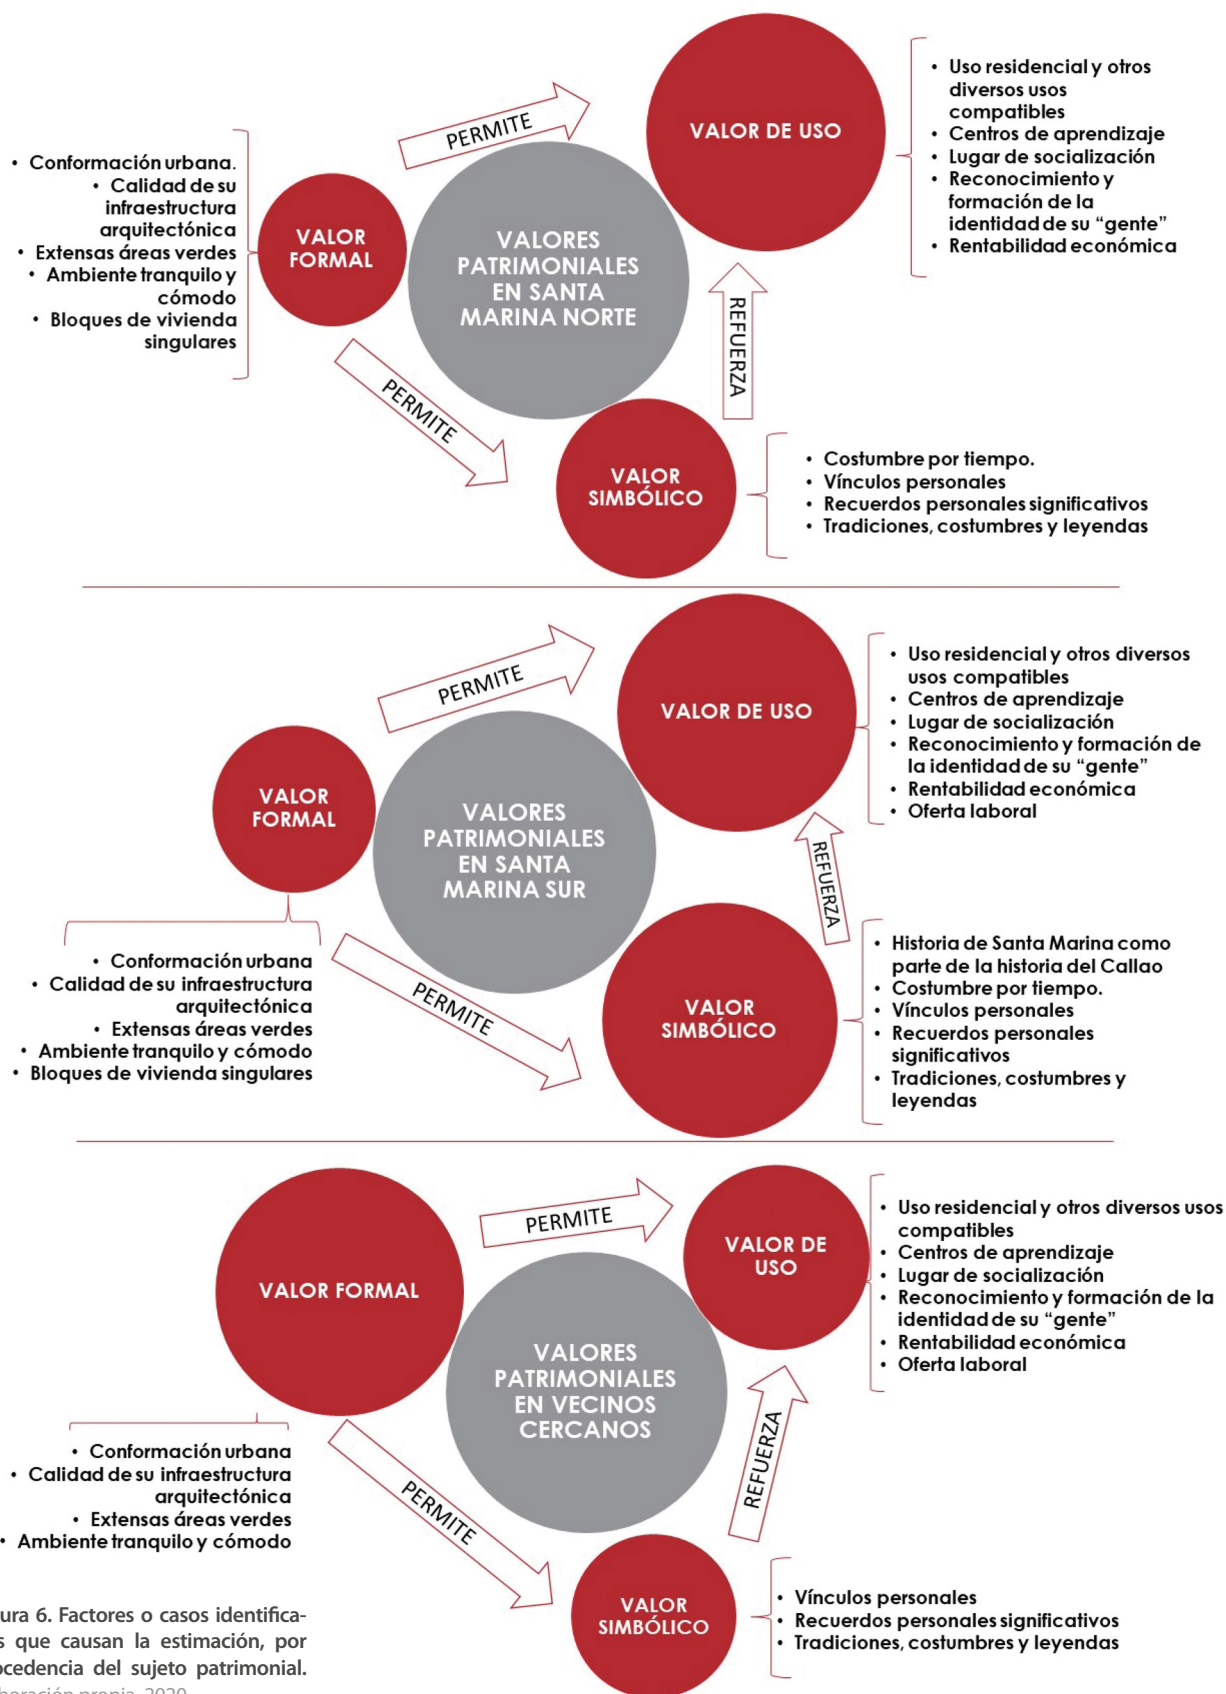 • Conformación urbana.
• Calidad de su
infraestructura
arquitectónica
• Extensas áreas verdes
• Ambiente tranquilo y
cómodo
• Bloques de vivienda
singulares
VALOR
FORMAL
PERMITE
VALORES
PATRIMONIALES
EN SANTA
MARINA NORTE
PERMITE
VALOR DE USO
• Uso residencial y otros
diversos usos
compatibles
• Centros de aprendizaje
• Lugar de socialización
• Reconocimiento y
formación de la
identidad de su “gente”
• Rentabilidad económica
REFUERZA
VALOR
SIMBÓLICO
• Costumbre por tiempo.
• Vínculos personales
• Recuerdos personales significativos
• Tradiciones, costumbres y leyendas
PERMITE
VALOR DE USO
• Uso residencial y otros diversos
usos compatibles
• Centros de aprendizaje
• Lugar de socialización
• Reconocimiento y formación de
la identidad de su “gente”
• Rentabilidad económica
• Oferta laboral
VALOR
FORMAL
VALORES
PATRIMONIALES
EN SANTA
MARINA SUR
REFUERZA
• Conformación urbana
• Calidad de su infraestructura
arquitectónica
• Extensas áreas verdes
• Ambiente tranquilo y cómodo
• Bloques de vivienda singulares
PERMITE
VALOR
SIMBÓLICO
• Historia de Santa Marina como
parte de la historia del Callao
• Costumbre por tiempo.
• Vínculos personales
• Recuerdos personales
significativos
• Tradiciones, costumbres y
leyendas
VALOR FORMAL
PERMITE
VALOR DE
USO
• Uso residencial y otros diversos usos
compatibles
• Centros de aprendizaje
• Lugar de socialización
• Reconocimiento y formación de la
identidad de su “gente”
• Rentabilidad económica
• Oferta laboral
VALORES
PATRIMONIALES
EN VECINOS
CERCANOS
• Conformación urbana
• Calidad de su infraestructura
arquitectónica
• Extensas áreas verdes
• Ambiente tranquilo y cómodo
PERMITE
REFUERZA
VALOR
SIMBÓLICO
• Vínculos personales
• Recuerdos personales significativos
• Tradiciones, costumbres y leyendas
ura 6. Factores o casos identifica-
s que causan la estimación, por
ocedencia del sujeto patrimonial.